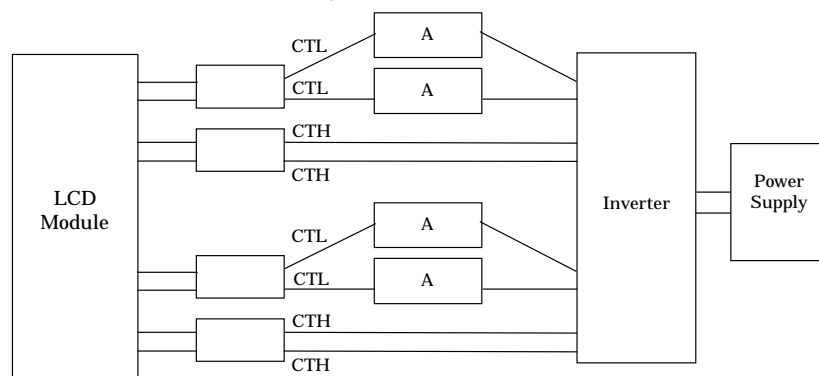 CTL
A
CTL
A
CTH
CTH
LCD
Module
CTL
A
CTL
A
CTH
CTH
Inverter
Power
Supply